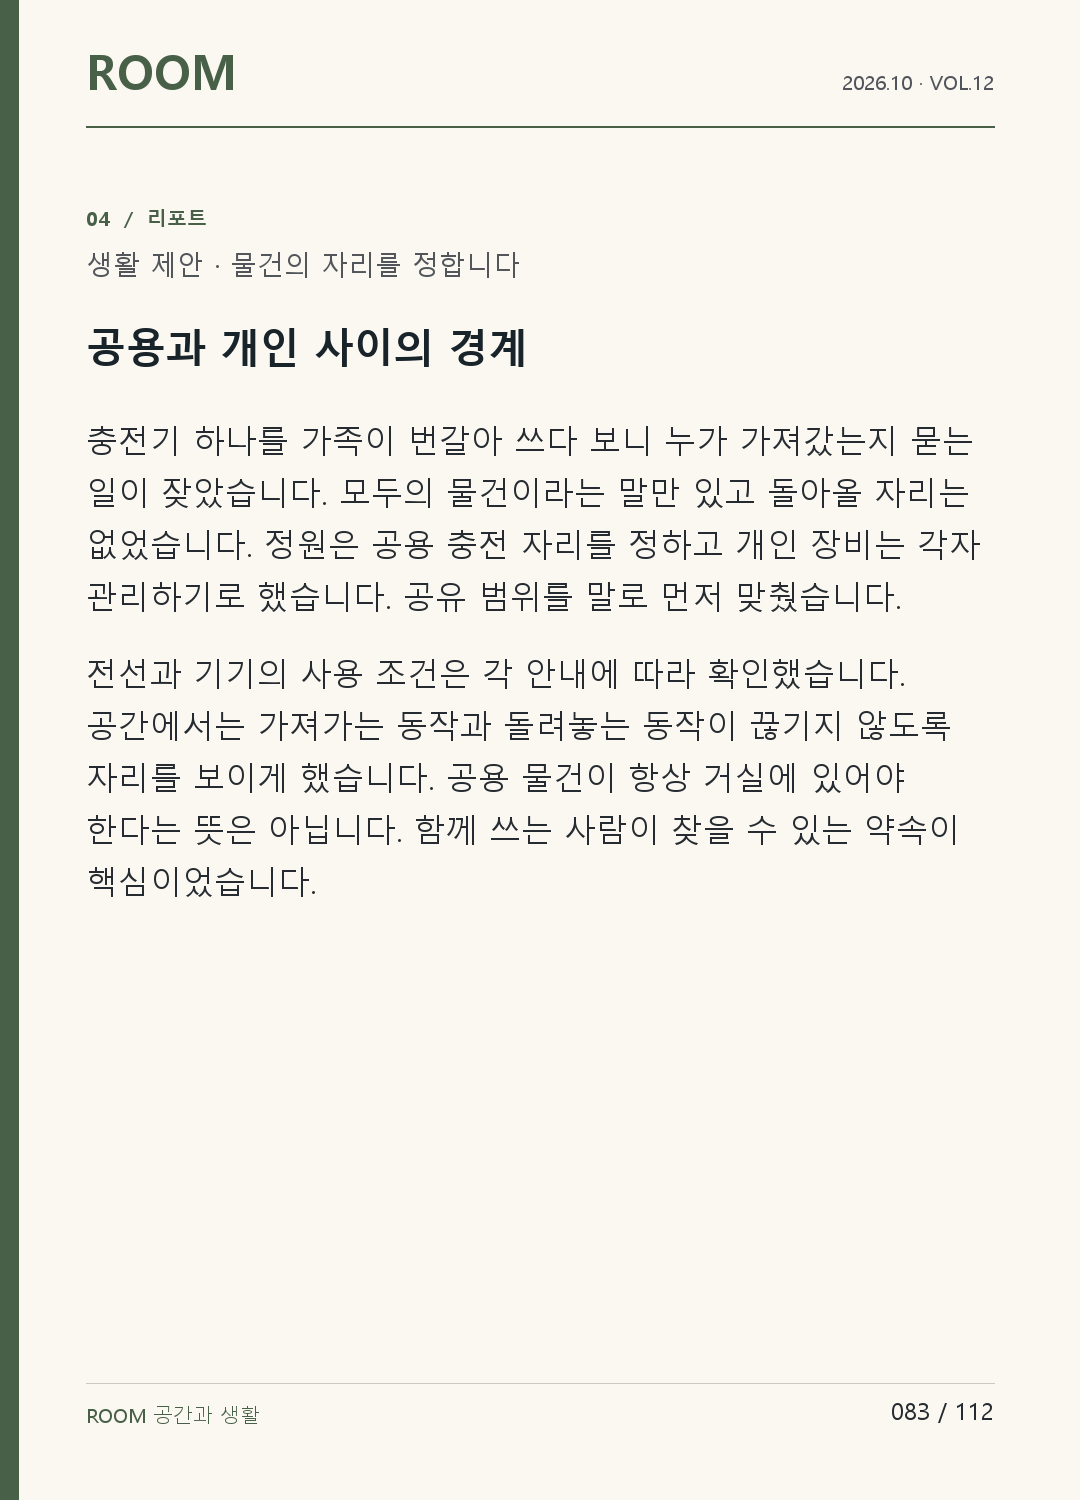 ROOM
2026.10 · VOL.12
04 / 리포트
생활 제안 · 물건의 자리를 정합니다
공용과 개인 사이의 경계
충전기 하나를 가족이 번갈아 쓰다 보니 누가 가져갔는지 묻는
일이 잦았습니다. 모두의 물건이라는 말만 있고 돌아올 자리는
없었습니다. 정원은 공용 충전 자리를 정하고 개인 장비는 각자
관리하기로 했습니다. 공유 범위를 말로 먼저 맞췄습니다.
전선과 기기의 사용 조건은 각 안내에 따라 확인했습니다.
공간에서는 가져가는 동작과 돌려놓는 동작이 끊기지 않도록
자리를 보이게 했습니다. 공용 물건이 항상 거실에 있어야
한다는 뜻은 아닙니다. 함께 쓰는 사람이 찾을 수 있는 약속이
핵심이었습니다.
ROOM 공간과 생활
083 / 112